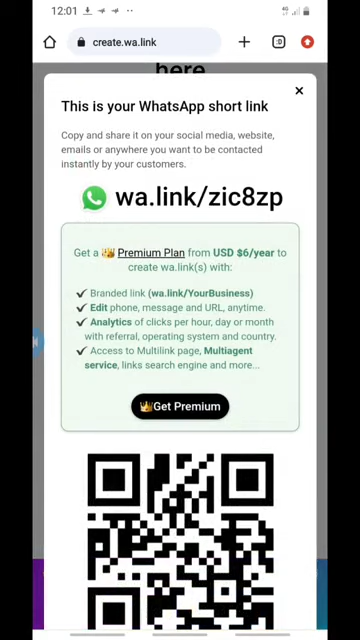 12:01
4G
create.wa.link
:D
here
This is your WhatsApp short link
Copy and share it on your social media, website,
emails or anywhere you want to be contacted
instantly by your customers.
wa.link/zic8zp
Get a Premium Plan from USD $6/year to
create wa.link(s) with:
✓ Branded link (wa.link/YourBusiness)
✓ Edit phone, message and URL, anytime.
✓ Analytics of clicks per hour, day or month
with referral, operating system and country.
✓ Access to Multilink page, Multiagent
service, links search engine and more...
Get Premium